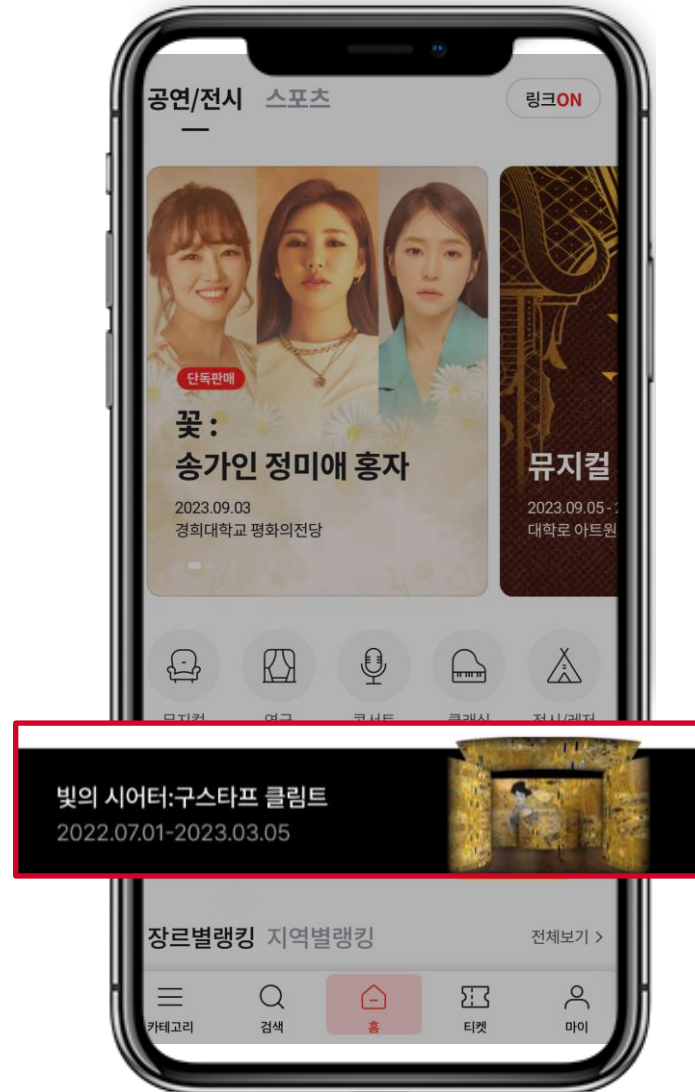 공연/전시 스포츠
링크ON
단독판매
꽃 :
송가인 정미애 홍자
2023.09.03
경희대학교 평화의전당
뮤지컬
2023.09.05 -
대학로 아트원
빛의 시어터:구스타프 클림트
2022.07.01-2023.03.05
장르별랭킹 지역별랭킹
전체보기 >
카테고리 검색 홈 티켓 마이